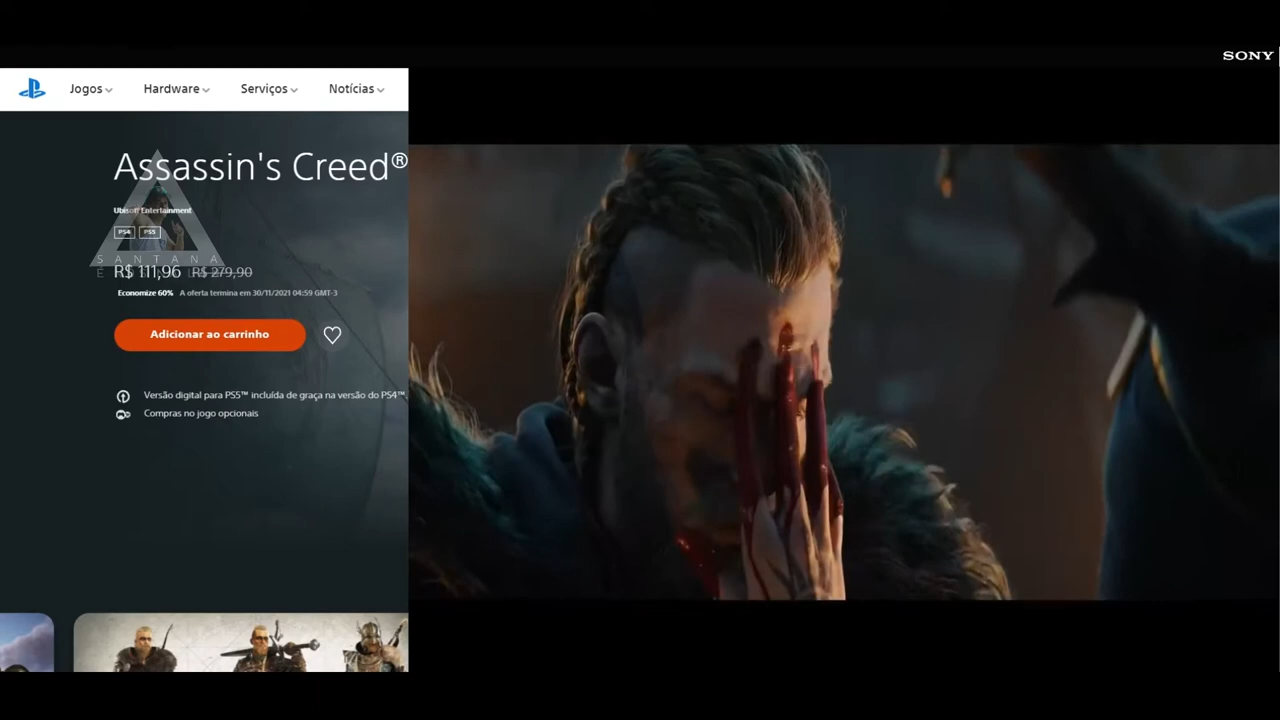 SONY
Jogos Hardware Serviços Notícias
Assassin's Creed®
Ubisoft Entertainment
PS4 PS5
SANTANA
R$ 111,96 R$ 279,90
Economize 60% A oferta termina em 30/11/2021 04:59 GMT-3
Adicionar ao carrinho
Versão digital para PS5™ incluída de graça na versão do PS4™.
Compras no jogo opcionais